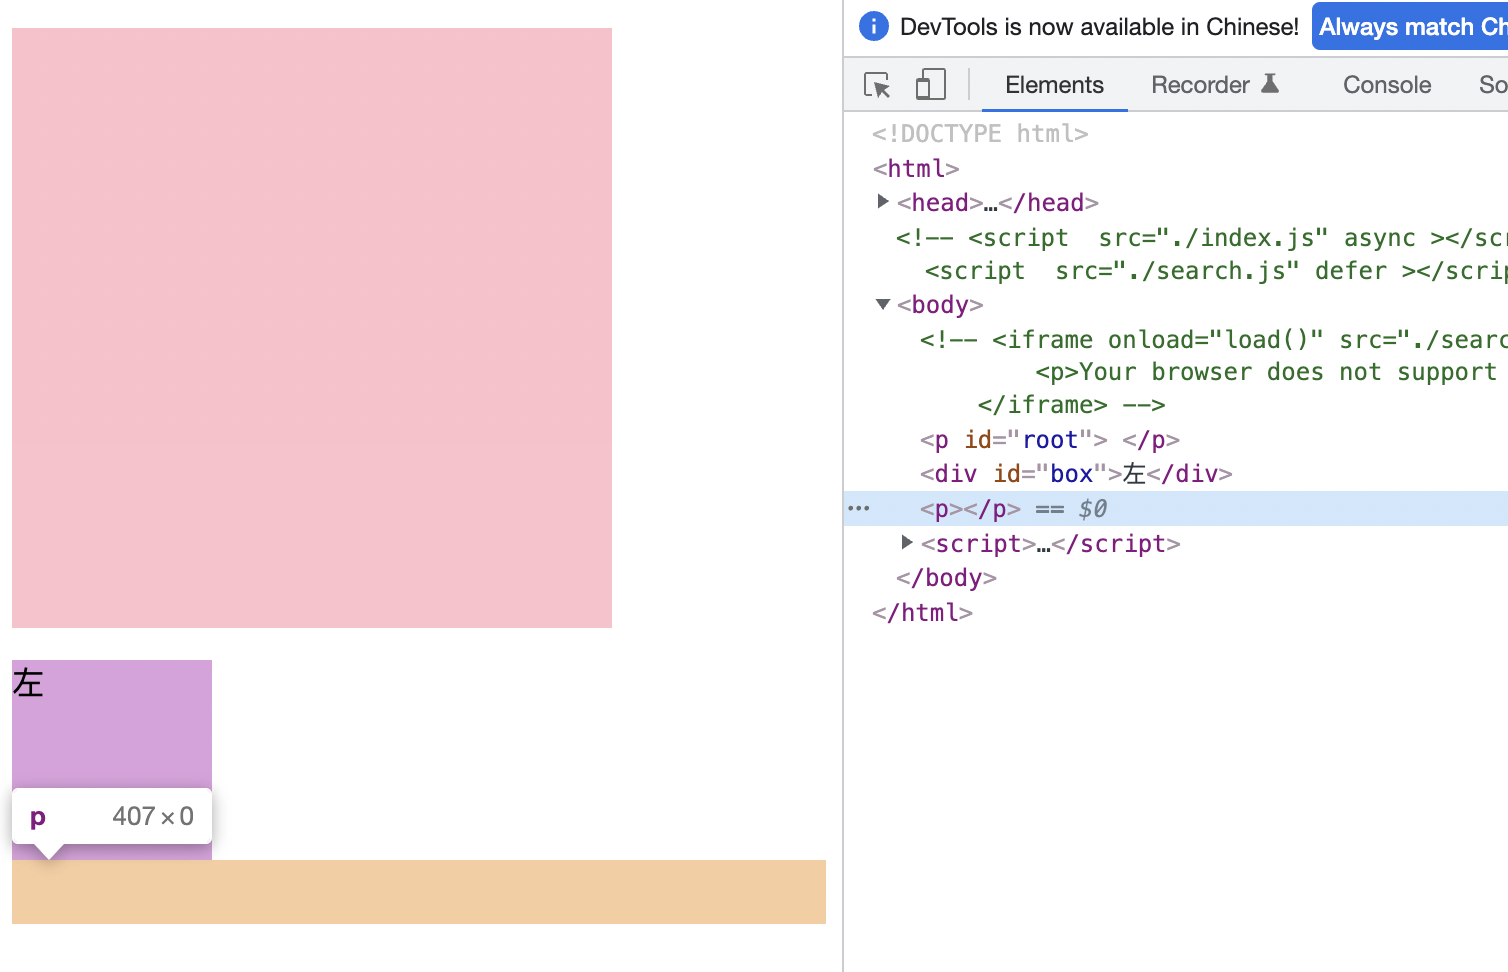 左
p 407 × 0
DevTools is now available in Chinese! Always match Ch
Elements Recorder Console So
<!DOCTYPE html>
<html>
<head>…</head>
<!-- <script  src="./index.js" async ></scr
<script  src="./search.js" defer ></scrip
<body>
<!-- <iframe onload="load()" src="./searc
<p>Your browser does not support
</iframe> -->
<p id="root"> </p>
<div id="box">左</div>
<p></p> == $0
<script>…</script>
</body>
</html>